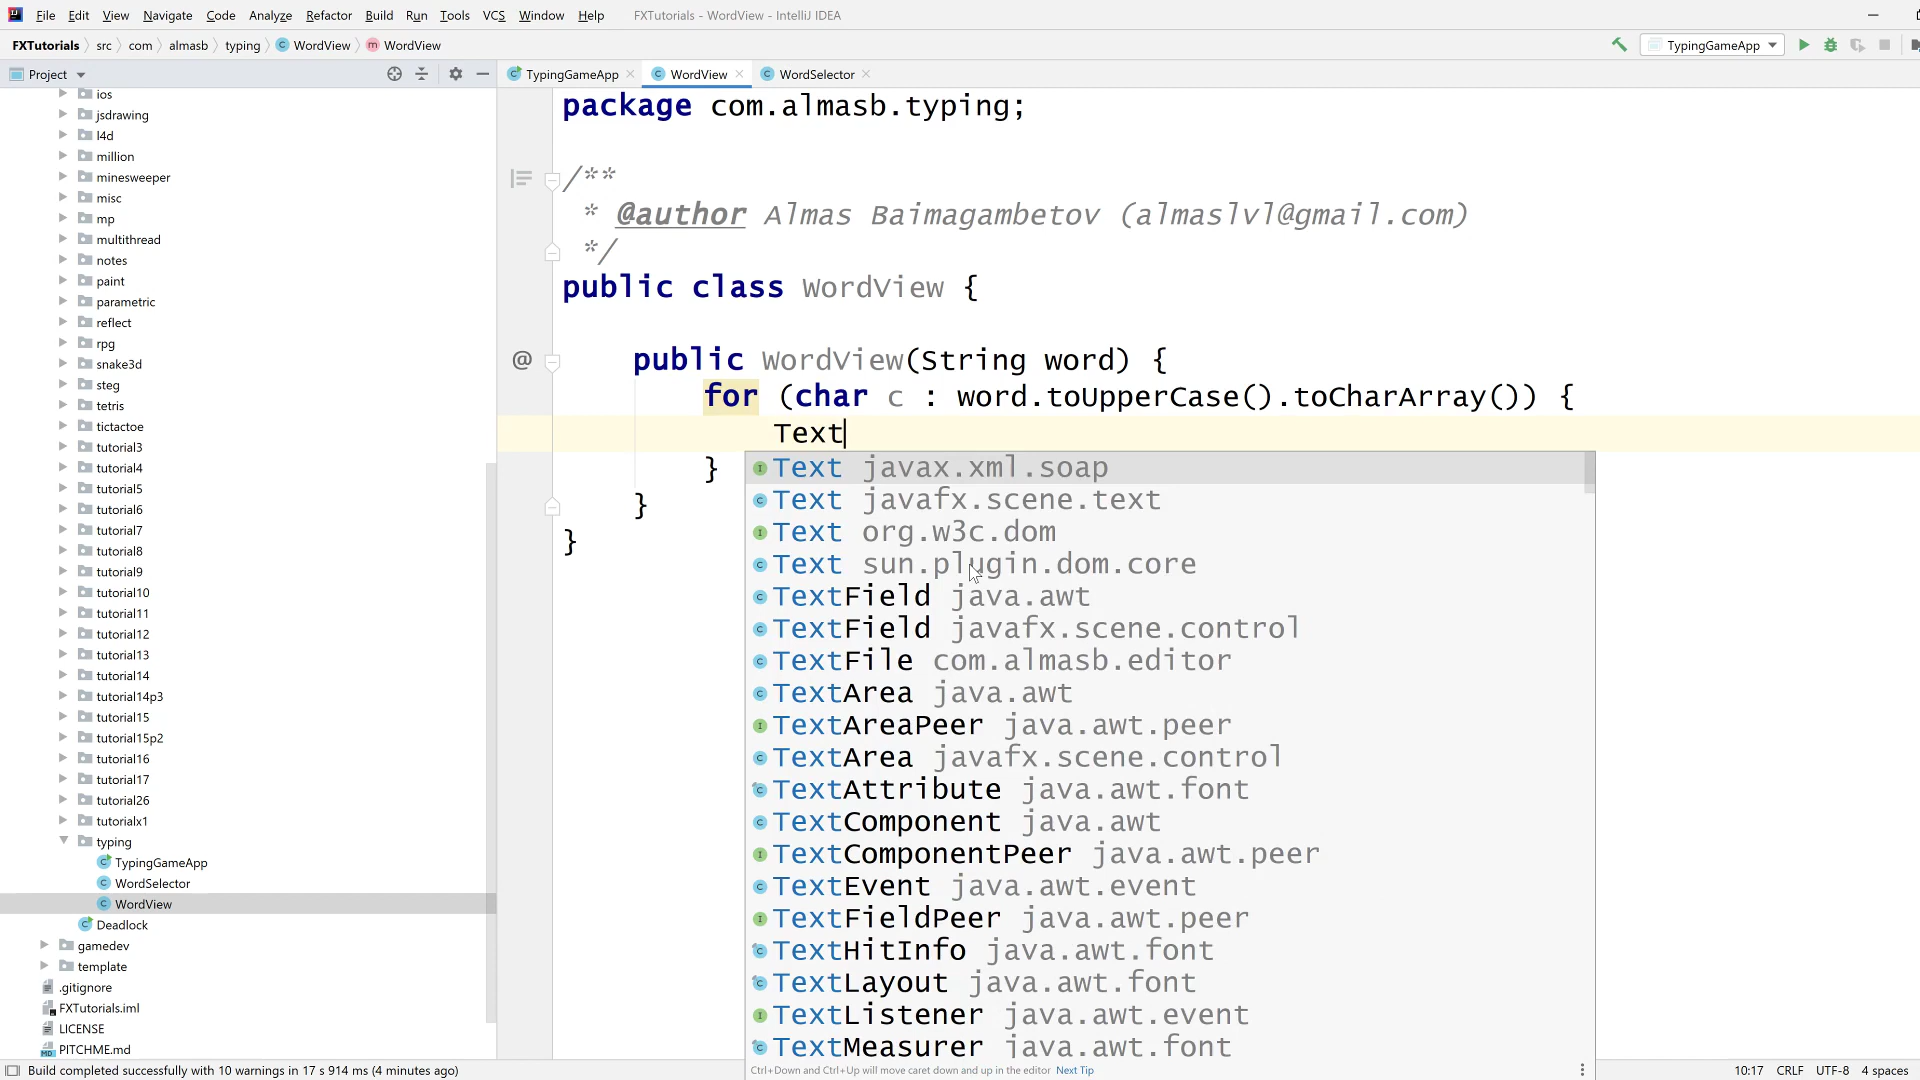 File Edit View Navigate Code Analyze Refactor Build Run Tools VCS Window Help FXTutorials - WordView - IntelliJ IDEA
FXTutorials src com almasb typing WordView WordView TypingGameApp
Project TypingGameApp WordView WordSelector
ios
jsdrawing
l4d
million
minesweeper
misc
mp
multithread
notes
paint
parametric
reflect
rpg
snake3d
steg
tetris
tictactoe
tutorial3
tutorial4
tutorial5
tutorial6
tutorial7
tutorial8
tutorial9
tutorial10
tutorial11
tutorial12
tutorial13
tutorial14
tutorial14p3
tutorial15
tutorial15p2
tutorial16
tutorial17
tutorial26
tutorialx1
typing
TypingGameApp
WordSelector
WordView
Deadlock
gamedev
template
.gitignore
FXTutorials.iml
LICENSE
PITCHME.md
package com.almasb.typing;
/**
* @author Almas Baimagambetov (almaslvl@gmail.com)
*/
public class WordView {
@ public WordView(String word) {
for (char c : word.toUpperCase().toCharArray()) {
Text
}
}
}
Text javax.xml.soap
Text javafx.scene.text
Text org.w3c.dom
Text sun.plugin.dom.core
TextField java.awt
TextField javafx.scene.control
TextFile com.almasb.editor
TextArea java.awt
TextAreaPeer java.awt.peer
TextArea javafx.scene.control
TextAttribute java.awt.font
TextComponent java.awt
TextComponentPeer java.awt.peer
TextEvent java.awt.event
TextFieldPeer java.awt.peer
TextHitInfo java.awt.font
TextLayout java.awt.font
TextListener java.awt.event
TextMeasurer java.awt.font
Ctrl+Down and Ctrl+Up will move caret down and up in the editor Next Tip
Build completed successfully with 10 warnings in 17 s 914 ms (4 minutes ago) 10:17 CRLF UTF-8 4 spaces